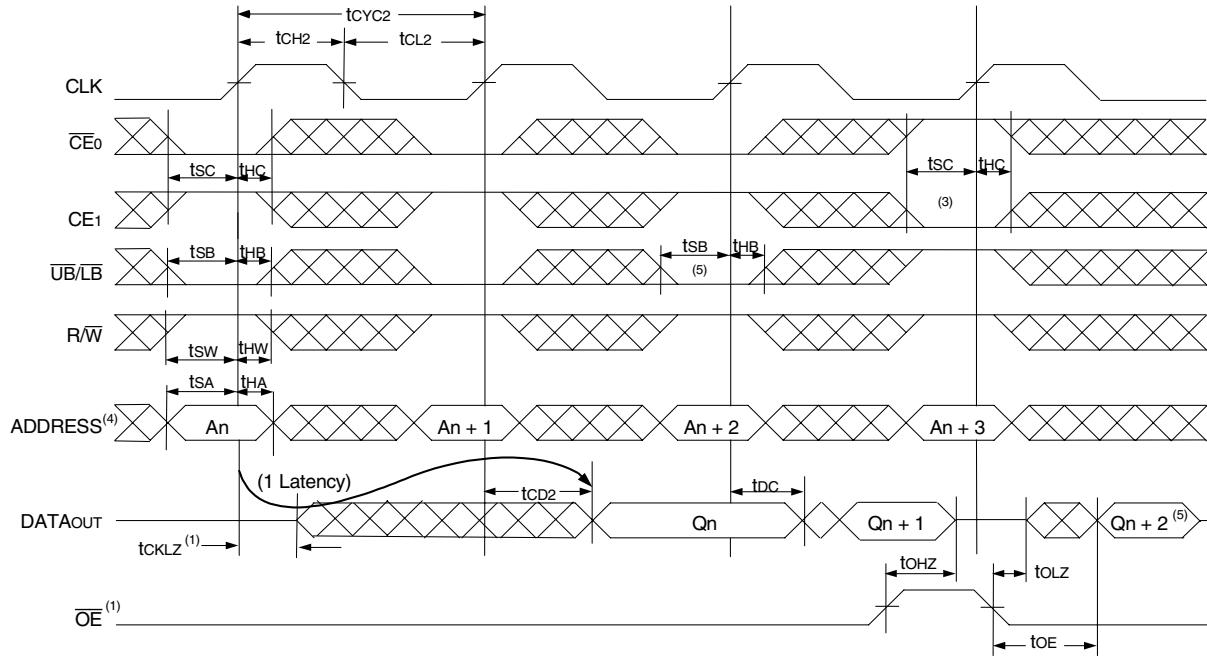 tCYC2
tCH2 tCL2
CLK
CE0
tSC tHC tSC tHC
CE1 (3)
tSB tHB tSB tHB
UB/LB (5)
R/W
tSW tHW
tSA tHA
ADDRESS(4) An An + 1 An + 2 An + 3
(1 Latency) tCD2 tDC
DATAOUT Qn Qn + 1 Qn + 2 (5)
tCKLZ (1)
tOHZ tOLZ
OE (1)
tOE